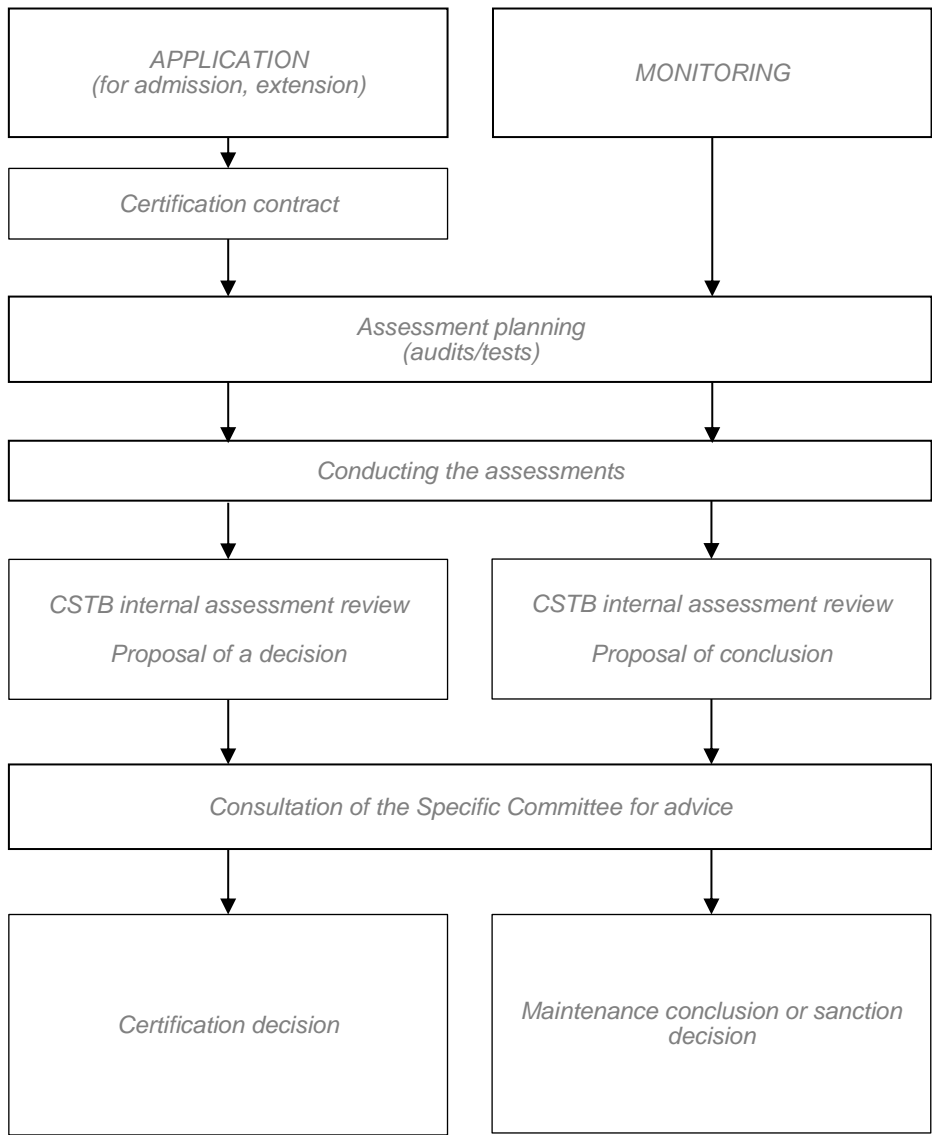 APPLICATION
(for admission, extension)
MONITORING
Certification contract
Assessment planning
(audits/tests)
Conducting the assessments
CSTB internal assessment review
Proposal of a decision
CSTB internal assessment review
Proposal of conclusion
Consultation of the Specific Committee for advice
Certification decision
Maintenance conclusion or sanction
decision